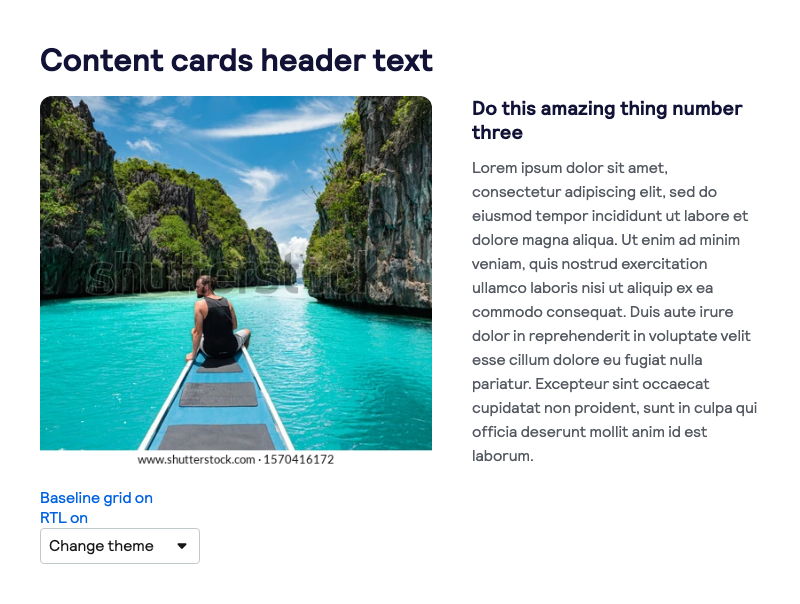 Content cards header text
shutterstock
www.shutterstock.com · 1570416172
Do this amazing thing number
three
Lorem ipsum dolor sit amet,
consectetur adipiscing elit, sed do
eiusmod tempor incididunt ut labore et
dolore magna aliqua. Ut enim ad minim
veniam, quis nostrud exercitation
ullamco laboris nisi ut aliquip ex ea
commodo consequat. Duis aute irure
dolor in reprehenderit in voluptate velit
esse cillum dolore eu fugiat nulla
pariatur. Excepteur sint occaecat
cupidatat non proident, sunt in culpa qui
officia deserunt mollit anim id est
laborum.
Baseline grid on
RTL on
Change theme